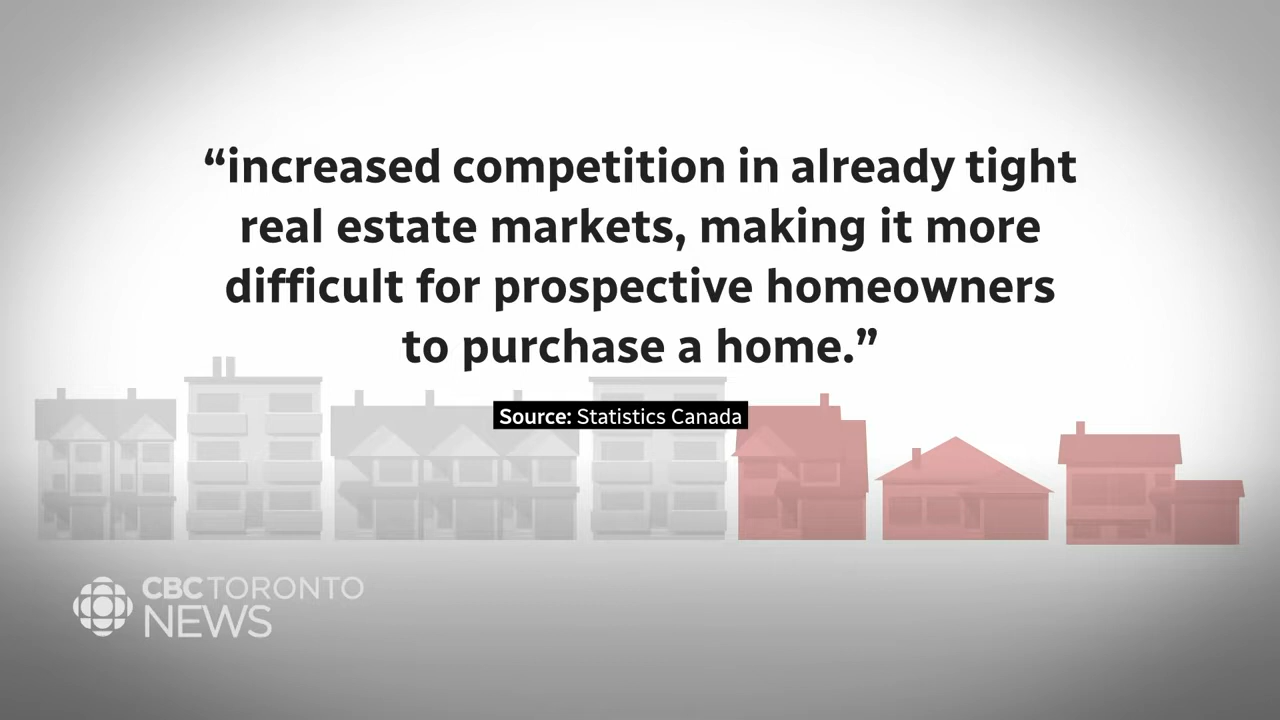 “increased competition in already tight
real estate markets, making it more
difficult for prospective homeowners
to purchase a home.”
Source: Statistics Canada
CBC TORONTO
NEWS